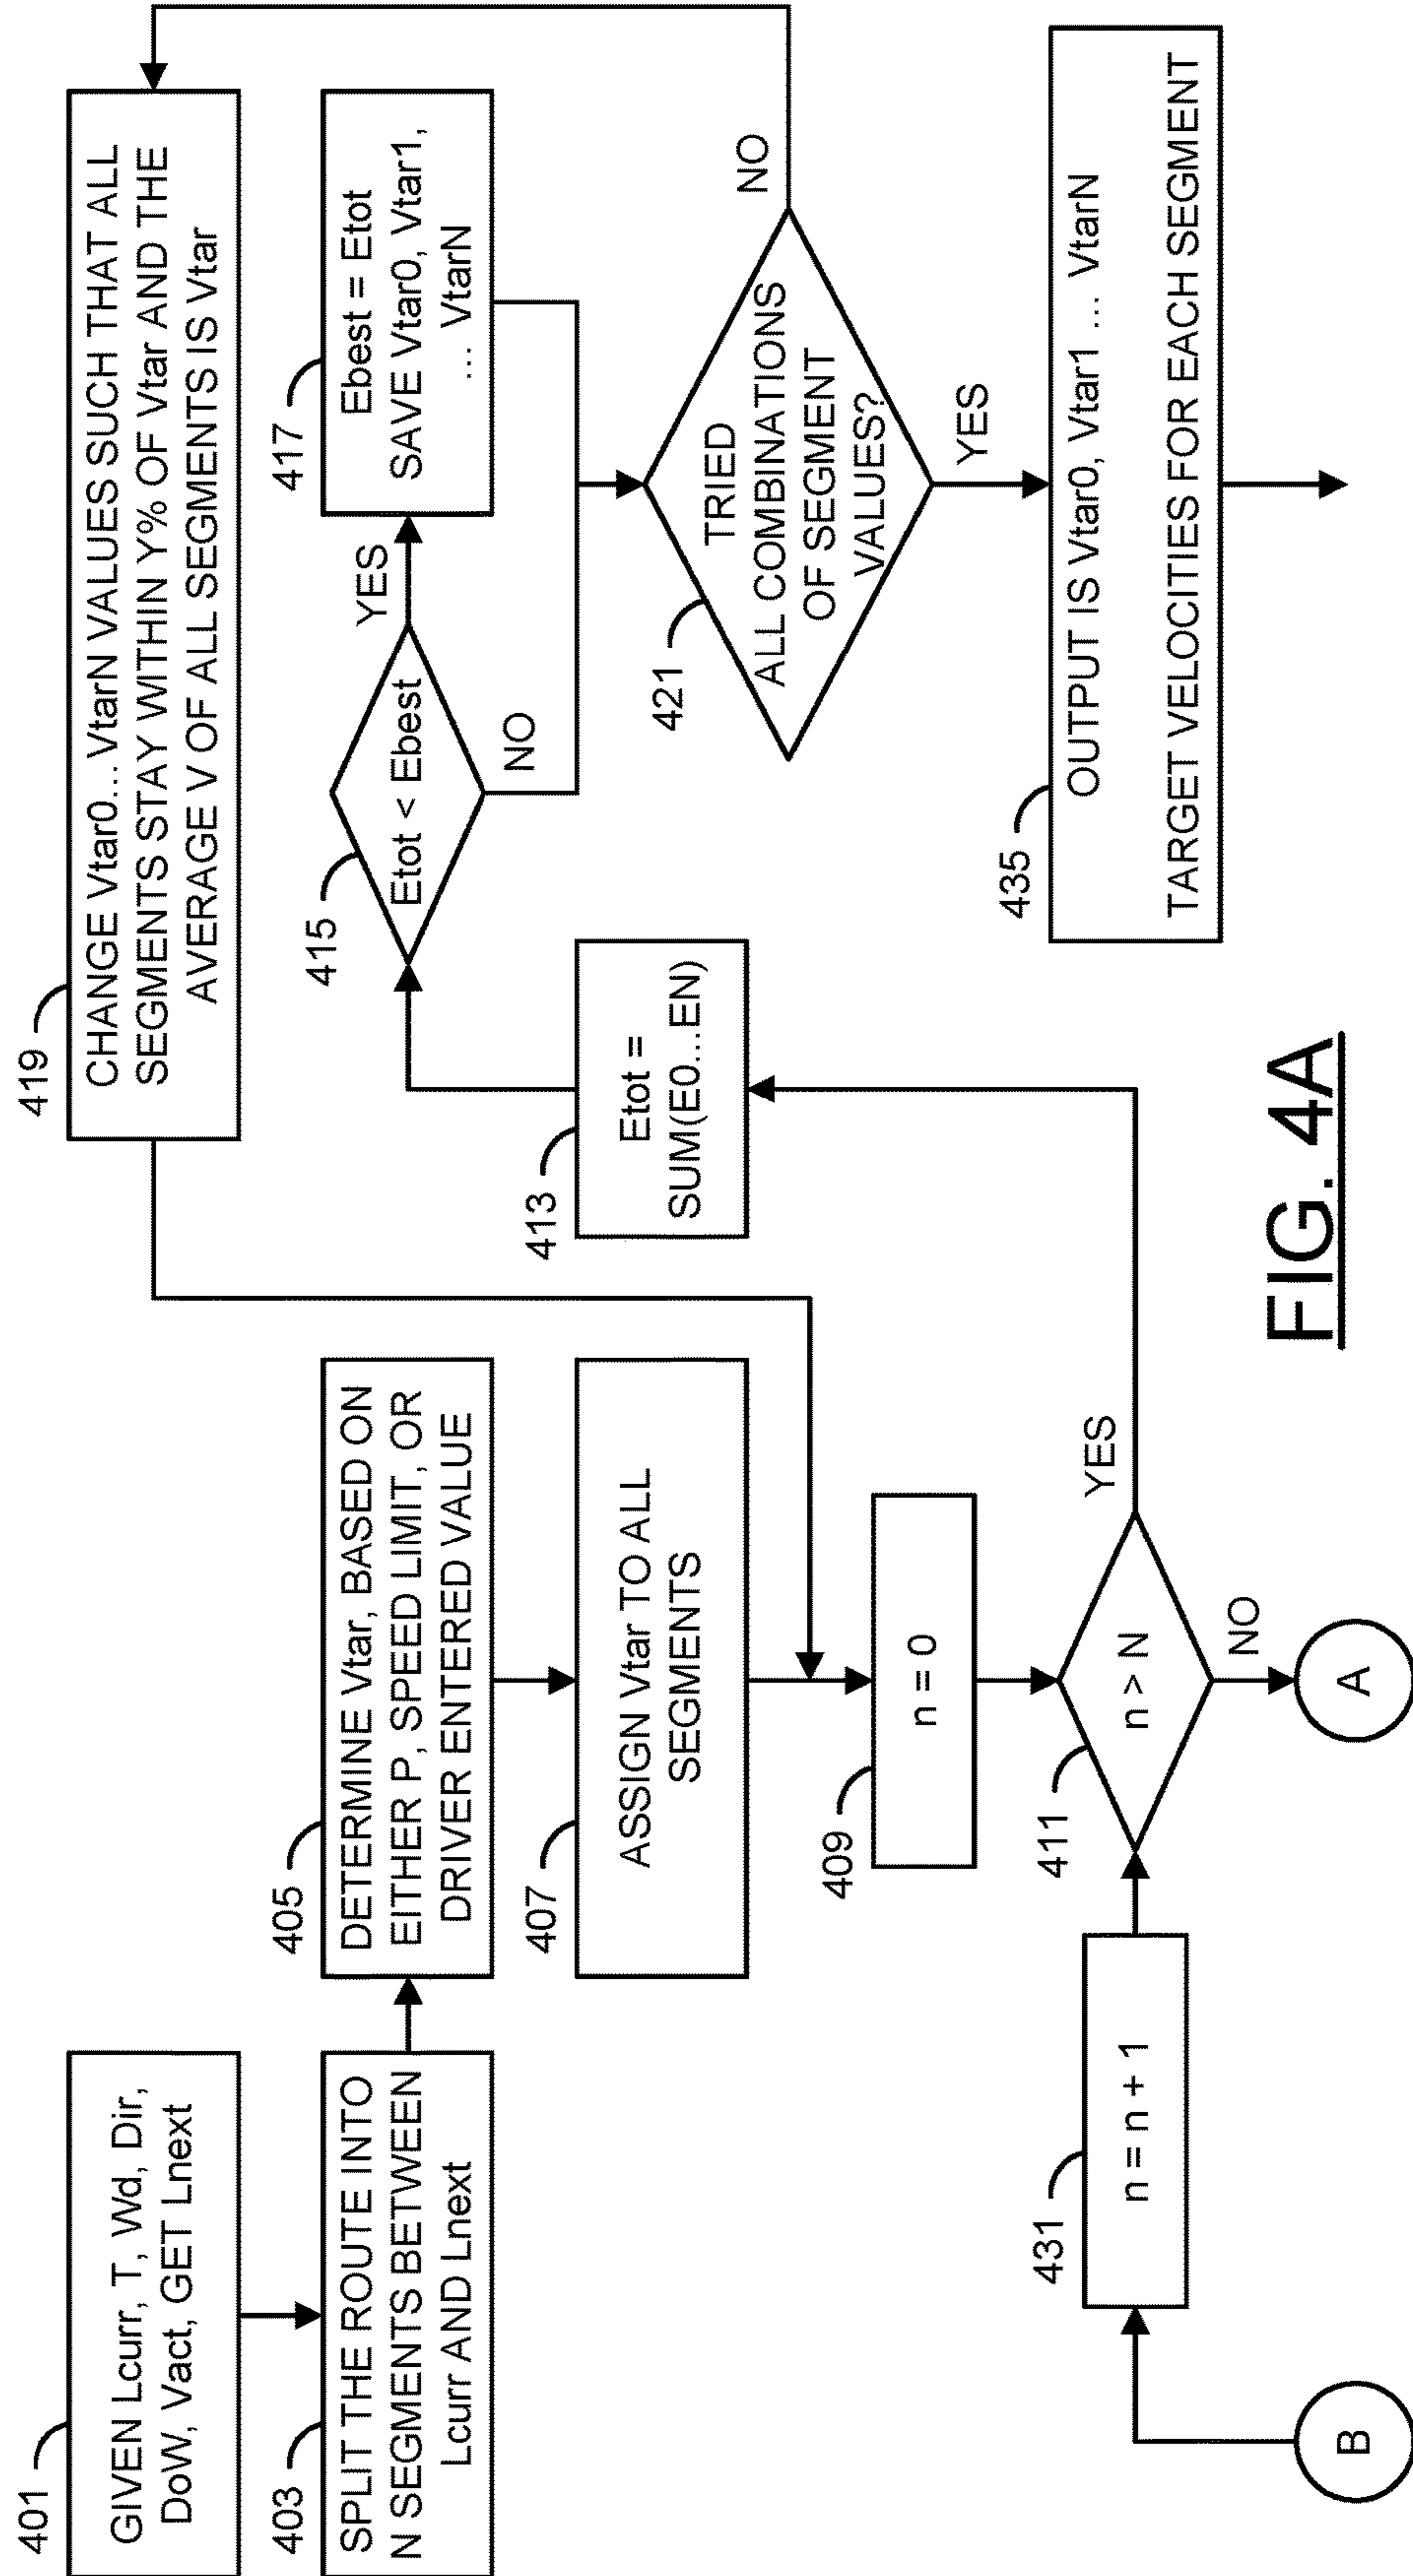 401
GIVEN Lcurr, T, Wd, Dir,
DoW, Vact, GET Lnext
403
SPLIT THE ROUTE INTO
N SEGMENTS BETWEEN
Lcurr AND Lnext
405
DETERMINE Vtar, BASED ON
EITHER P, SPEED LIMIT, OR
DRIVER ENTERED VALUE
407
ASSIGN Vtar TO ALL
SEGMENTS
409
n = 0
411
n > N
YES
NO
A
B
431
n = n + 1
413
Etot =
SUM(E0...EN)
415
Etot < Ebest
YES
NO
417
Ebest = Etot
SAVE Vtar0, Vtar1,
... VtarN
419
CHANGE Vtar0... VtarN VALUES SUCH THAT ALL
SEGMENTS STAY WITHIN Y% OF Vtar AND THE
AVERAGE V OF ALL SEGMENTS IS Vtar
421
TRIED
ALL COMBINATIONS
OF SEGMENT
VALUES?
NO
YES
435
OUTPUT IS Vtar0, Vtar1 ... VtarN
TARGET VELOCITIES FOR EACH SEGMENT
FIG. 4A